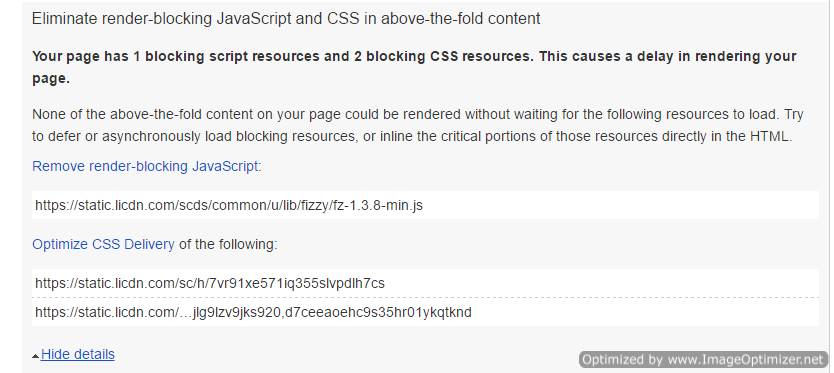 Eliminate render-blocking JavaScript and CSS in above-the-fold content
Your page has 1 blocking script resources and 2 blocking CSS resources. This causes a delay in rendering your
page.
None of the above-the-fold content on your page could be rendered without waiting for the following resources to load. Try
to defer or asynchronously load blocking resources, or inline the critical portions of those resources directly in the HTML.
Remove render-blocking JavaScript:
https://static.licdn.com/scds/common/u/lib/fizzy/fz-1.3.8-min.js
Optimize CSS Delivery of the following:
https://static.licdn.com/sc/h/7vr91xe571iq355slvpdlh7cs
https://static.licdn.com/…jlg9lzv9jks920,d7ceeaoehc9s35hr01ykqtknd
Hide details
Optimized by www.ImageOptimizer.net